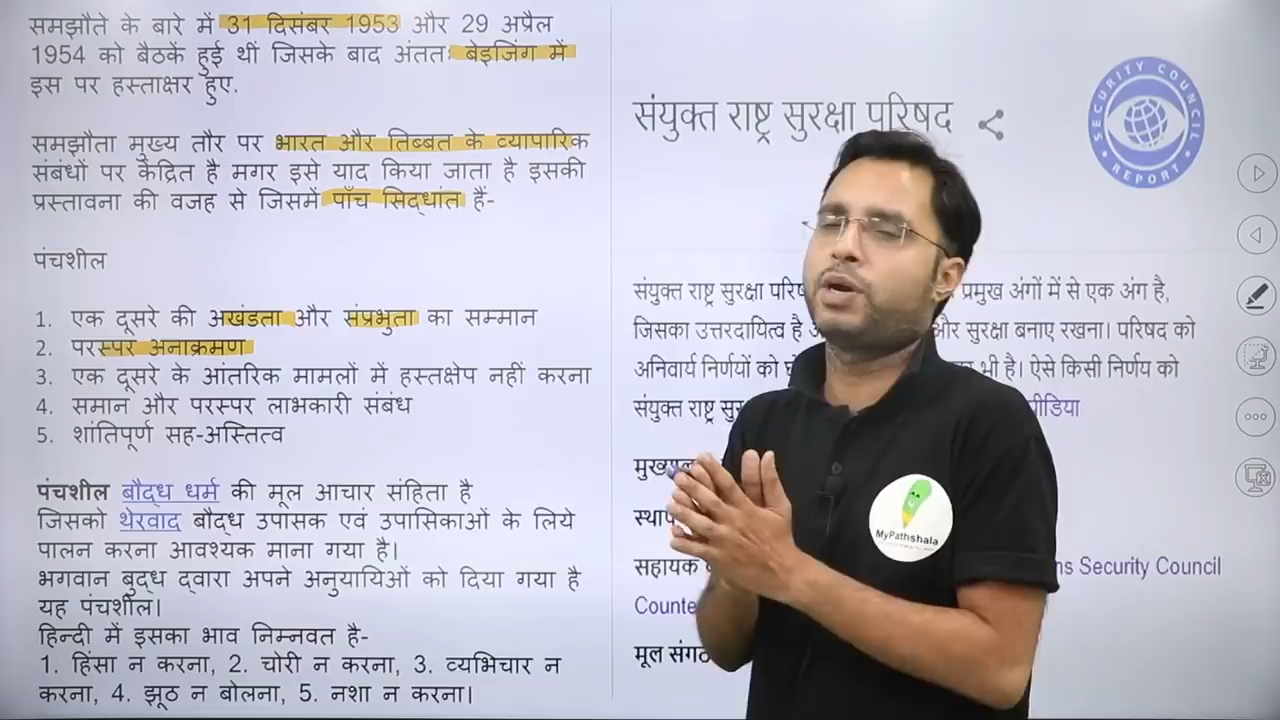 समझौते के बारे में 31 दिसंबर 1953 और 29 अप्रैल
1954 को बैठकें हुई थीं जिसके बाद अंततः बेइजिंग में
इस पर हस्ताक्षर हुए.
समझौता मुख्य तौर पर भारत और तिब्बत के व्यापारिक
संबंधों पर केंद्रित है मगर इसे याद किया जाता है इसकी
प्रस्तावना की वजह से जिसमें पाँच सिद्धांत हैं-
पंचशील
1. एक दूसरे की अखंडता और संप्रभुता का सम्मान
2. परस्पर अनाक्रमण
3. एक दूसरे के आंतरिक मामलों में हस्तक्षेप नहीं करना
4. समान और परस्पर लाभकारी संबंध
5. शांतिपूर्ण सह-अस्तित्व
पंचशील बौद्ध धर्म की मूल आचार संहिता है
जिसको थेरवाद बौद्ध उपासक एवं उपासिकाओं के लिये
पालन करना आवश्यक माना गया है।
भगवान बुद्ध द्वारा अपने अनुयायिओं को दिया गया है
यह पंचशील।
हिन्दी में इसका भाव निम्नवत है-
1. हिंसा न करना, 2. चोरी न करना, 3. व्यभिचार न
करना, 4. झूठ न बोलना, 5. नशा न करना।
संयुक्त राष्ट्र सुरक्षा परिषद
SECURITY COUNCIL
REPORT
संयुक्त राष्ट्र सुरक्षा प्रमुख अंगों में से एक अंग है,
जिसका उत्तरदायित्व है और सुरक्षा बनाए रखना। परिषद को
अनिवार्य निर्णयों को भी है। ऐसे किसी निर्णय को
संयुक्त राष्ट्र
सहायक Security Council
मूल
MyPathshala